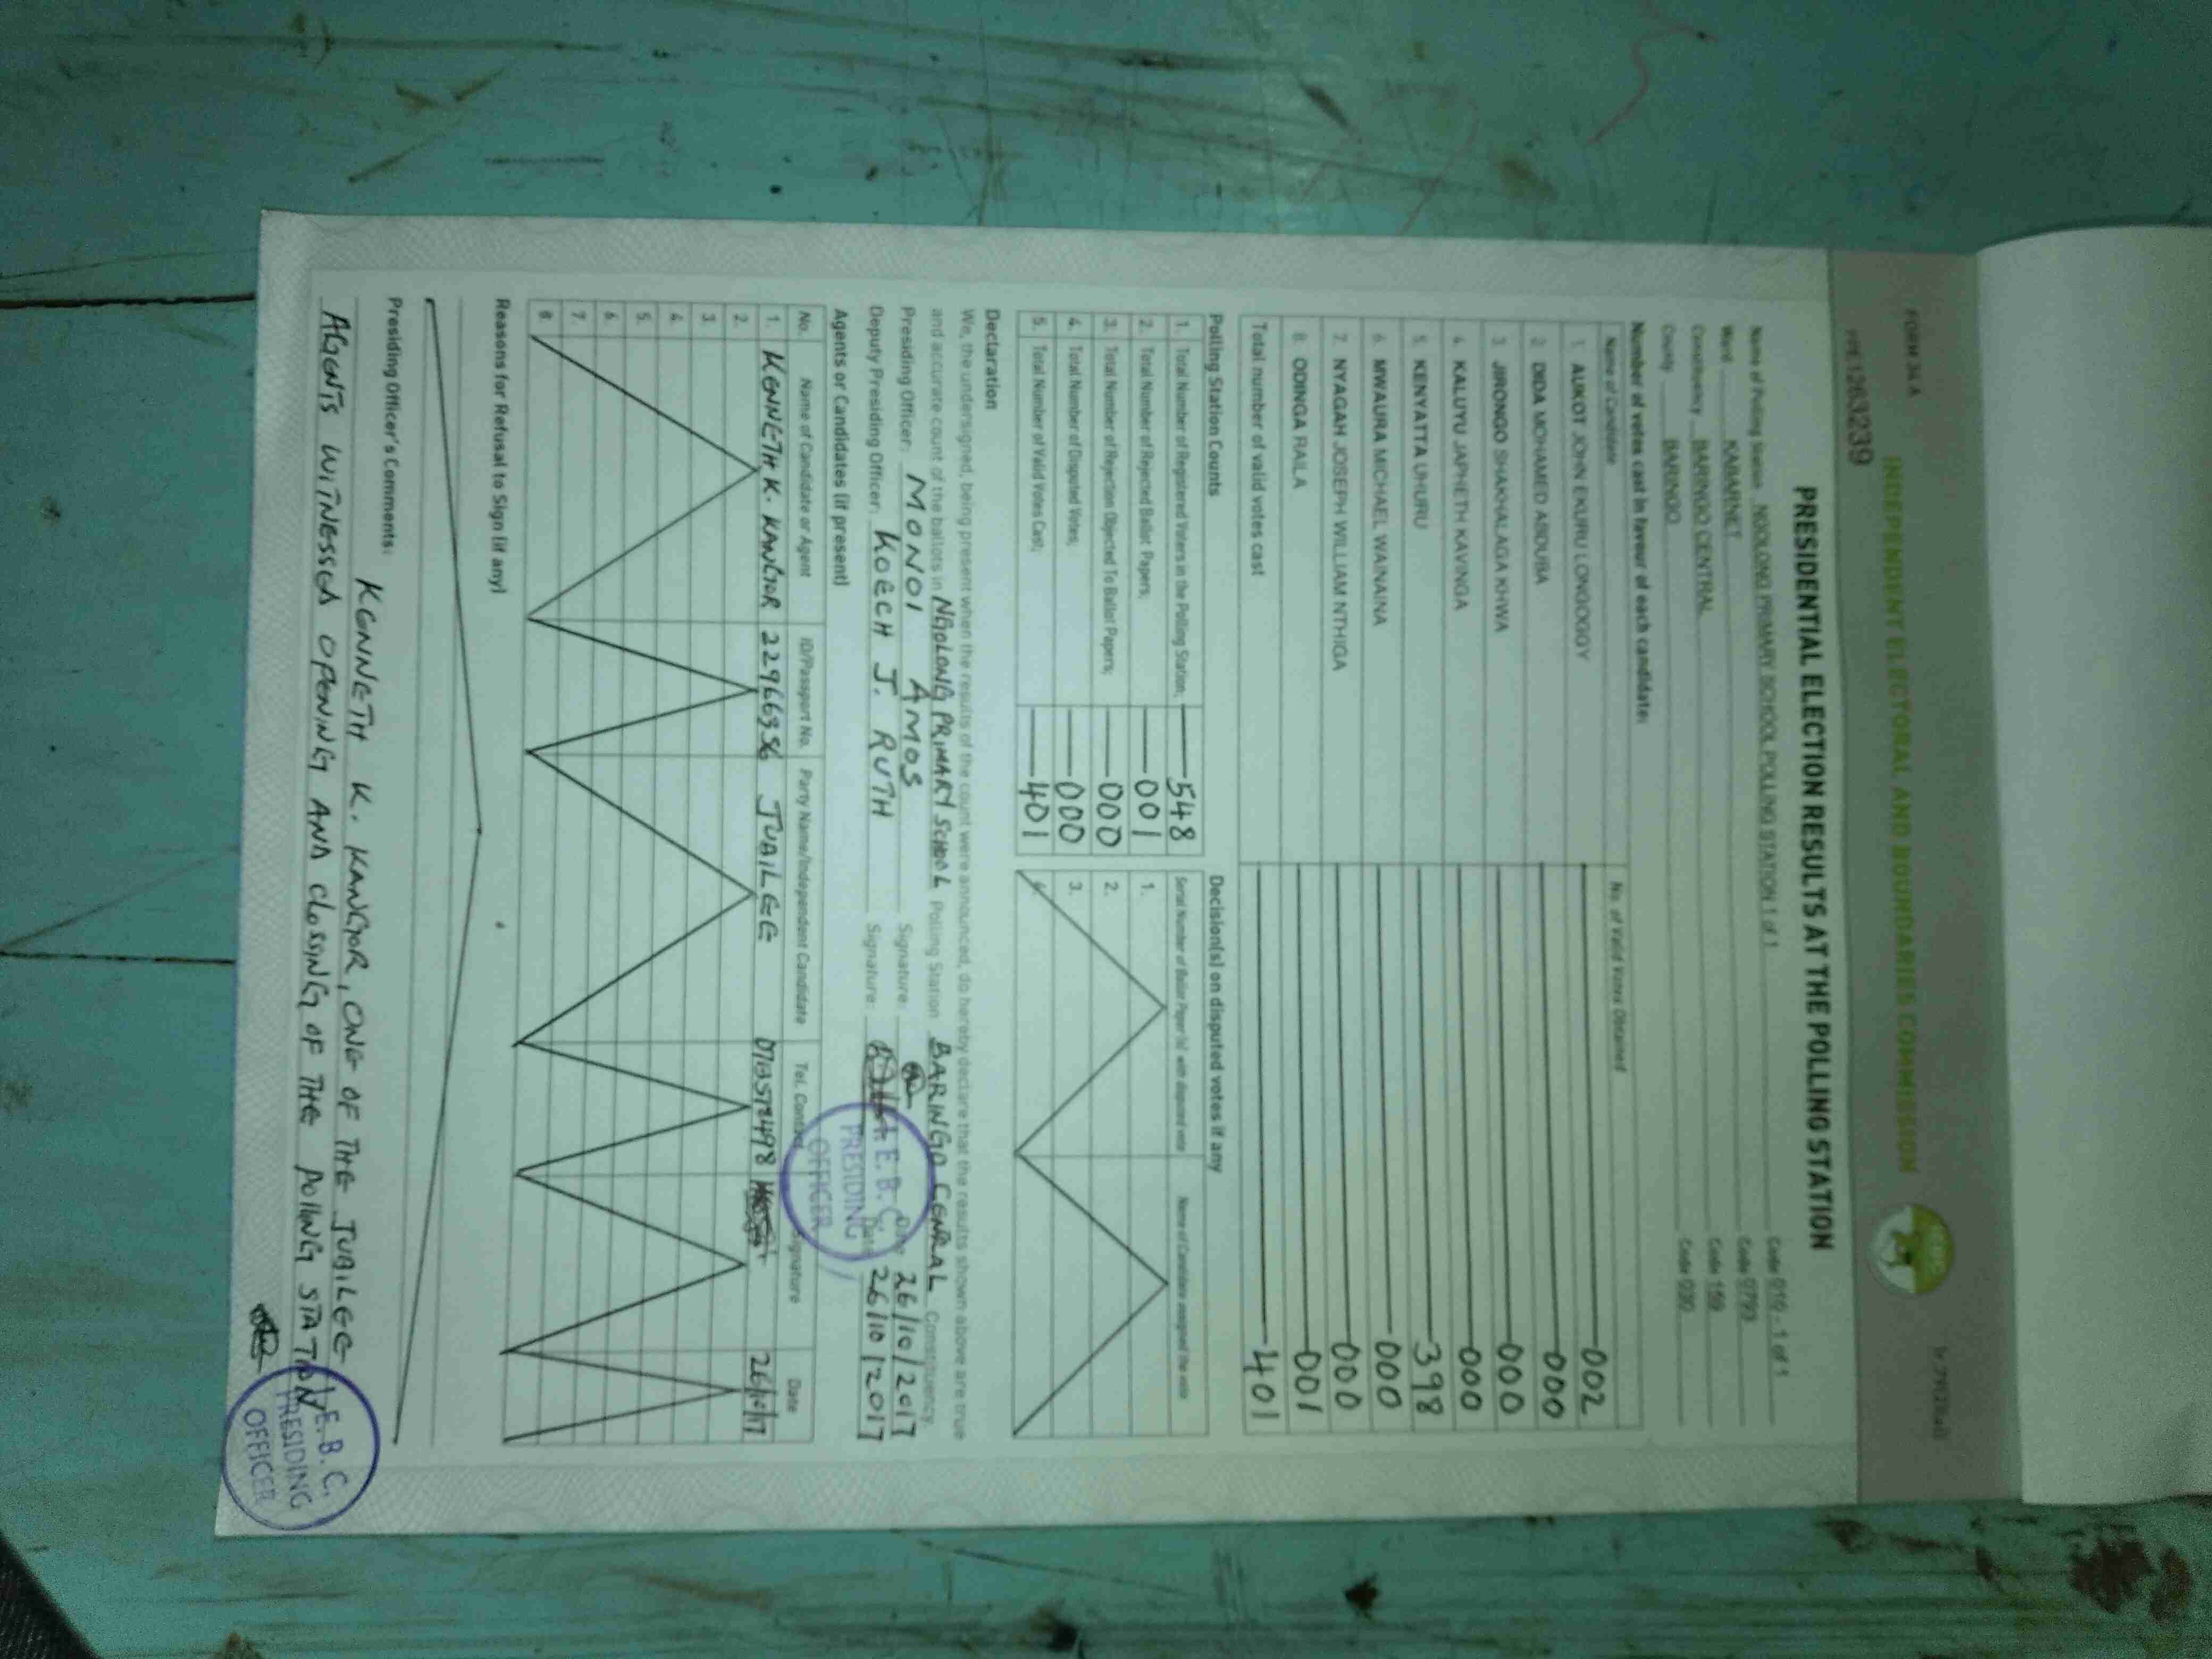 FORM 34 A
INDEPENDENT ELECTORAL AND BOUNDARIES COMMISSION
PRESIDENTIAL ELECTION RESULTS AT THE POLLING STATION
Name of Polling Station NGOLONG PRIMARY SCHOOL POLLING STATION 1 of 1 Code 010 - 1 of 1
Ward KABARNET Code 0793
Constituency BARINGO CENTRAL Code 159
County BARINGO Code 030
Number of votes cast in favour of each candidate:
Name of Candidate No. of Valid Votes Obtained
1. AUKOT JOHN EKURU LONGOGGY 002
2. DIDA MOHAMED ABDUBA 000
3. JIRONGO SHAKHALAGA KHWA 000
4. KALUYU JAPHETH KAVINGA 000
5. KENYATTA UHURU 398
6. MWAURA MICHAEL WAINAINA 000
7. NYAGAH JOSEPH WILLIAM NTHIGA 000
8. ODINGA RAILA 001
Total number of valid votes cast 401
Polling Station Counts
1. Total Number of Registered Voters in the Polling Station; 548
2. Total Number of Rejected Ballot Papers; 001
3. Total Number of Rejection Objected To Ballot Papers; 000
4. Total Number of Disputed Votes; 000
5. Total Number of Valid Votes Cast; 401
Decision(s) on disputed votes if any
Serial Number of Ballot Paper (s) with disputed vote Name of Candidate assigned the vote
1.
2.
3.
4.
Declaration
We, the undersigned, being present when the results of the count were announced, do hereby declare that the results shown above are true
and accurate count of the ballots in NGOLONG PRIMARY SCHOOL Polling Station BARINGO CENTRAL Constituency.
Presiding Officer: MONOI AMOS Signature: Date 26/10/2017
Deputy Presiding Officer: KOECH J. RUTH Signature: Date 26/10/2017
I.E.B.C.
PRESIDING
OFFICER
Agents or Candidates (if present)
No. Name of Candidate or Agent ID/Passport No. Party Name/Independent Candidate Tel. Contact Signature Date
1. KENNETH K. KANGOR 22966356 JUBILEE 0713578498 26/10/17
2.
3.
4.
5.
6.
7.
8.
Reasons for Refusal to Sign (if any)
Presiding Officer's Comments:
KENNETH K. KANGOR, ONE OF THE JUBILEE
AGENTS WITNESSED OPENING AND CLOSING OF THE POLLING STATION
I.E.B.C.
PRESIDING
OFFICER